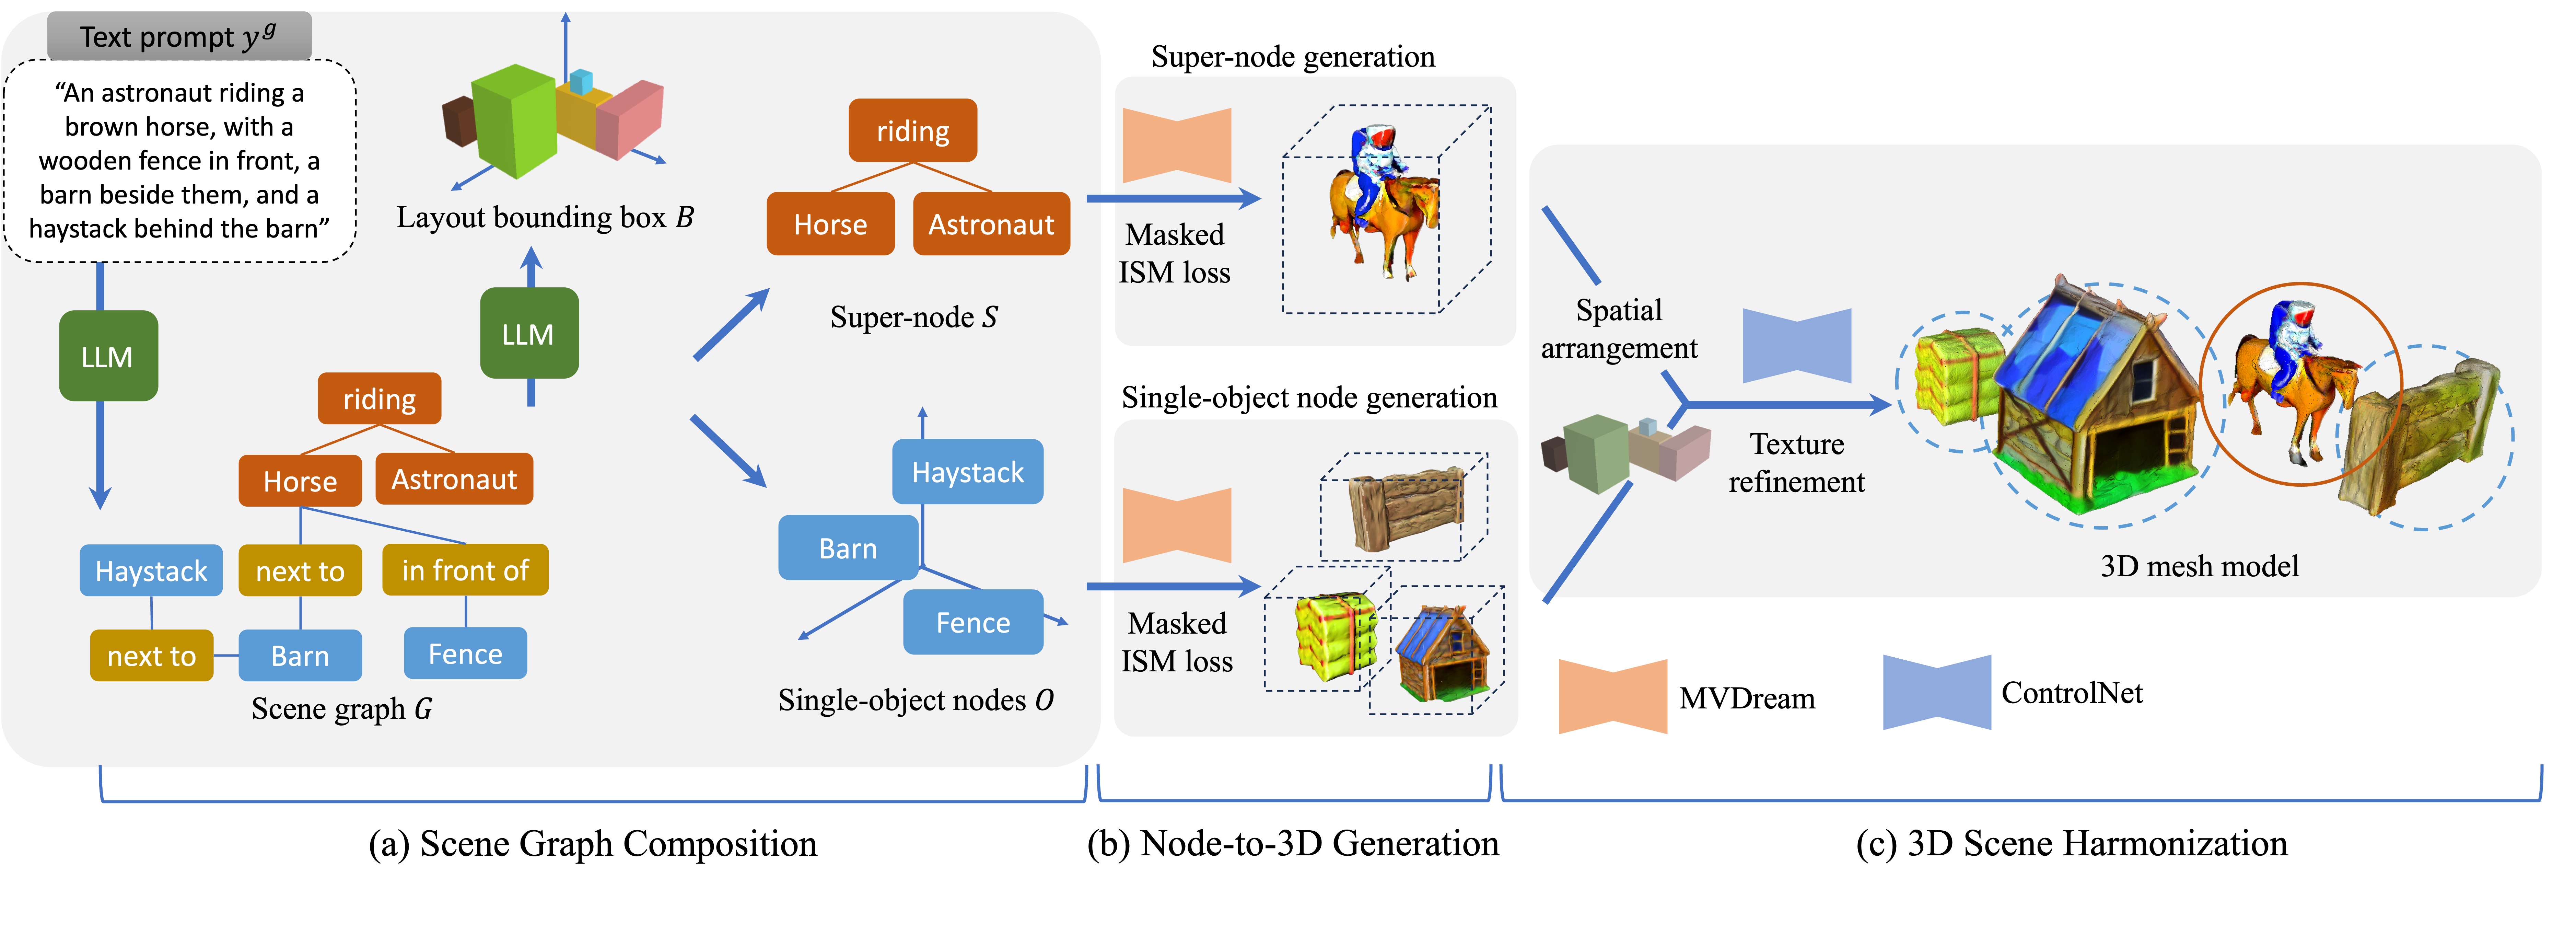 Text prompt y^g
“An astronaut riding a
brown horse, with a
wooden fence in front, a
barn beside them, and a
haystack behind the barn”
LLM
riding
Horse
Astronaut
Haystack
next to
in front of
next to
Barn
Fence
Scene graph G
Layout bounding box B
LLM
riding
Horse
Astronaut
Super-node S
Haystack
Barn
Fence
Single-object nodes O
Super-node generation
Masked
ISM loss
Single-object node generation
Masked
ISM loss
Spatial
arrangement
Texture
refinement
3D mesh model
MVDream
ControlNet
(a) Scene Graph Composition
(b) Node-to-3D Generation
(c) 3D Scene Harmonization